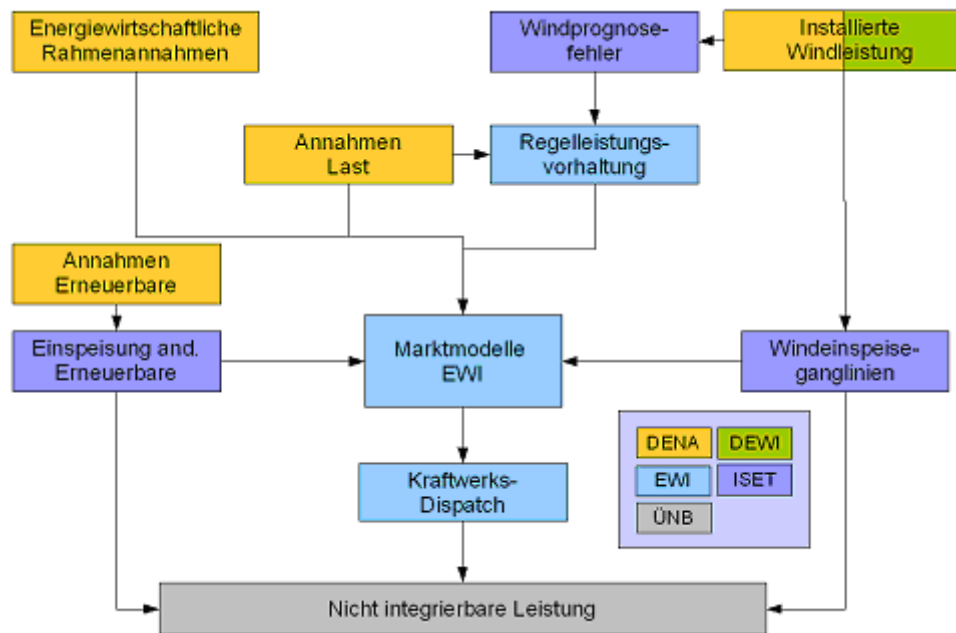 Energiewirtschaftliche
Rahmenannahmen
Windprognose-
fehler
Installierte
Windleistung
Annahmen
Last
Regelleistungs-
vorhaltung
Annahmen
Erneuerbare
Einspeisung and.
Erneuerbare
Marktmodelle
EWI
Windeinspeise-
ganglinien
DENA
DEWI
EWI
ISET
ÜNB
Kraftwerks-
Dispatch
Nicht integrierbare Leistung